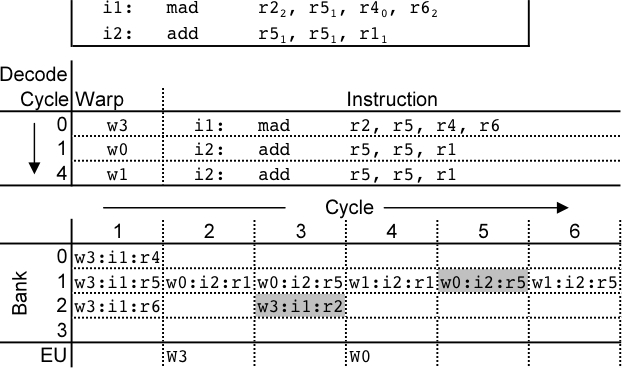 i1: mad r2₂, r5₁, r4₀, r6₂
i2: add r5₁, r5₁, r1₁
Decode
Cycle Warp Instruction
0 w3 i1: mad r2, r5, r4, r6
1 w0 i2: add r5, r5, r1
4 w1 i2: add r5, r5, r1
Cycle
1 2 3 4 5 6
Bank
0 w3:i1:r4
1 w3:i1:r5 w0:i2:r1 w0:i2:r5 w1:i2:r1 w0:i2:r5 w1:i2:r5
2 w3:i1:r6 w3:i1:r2
3
EU W3 W0